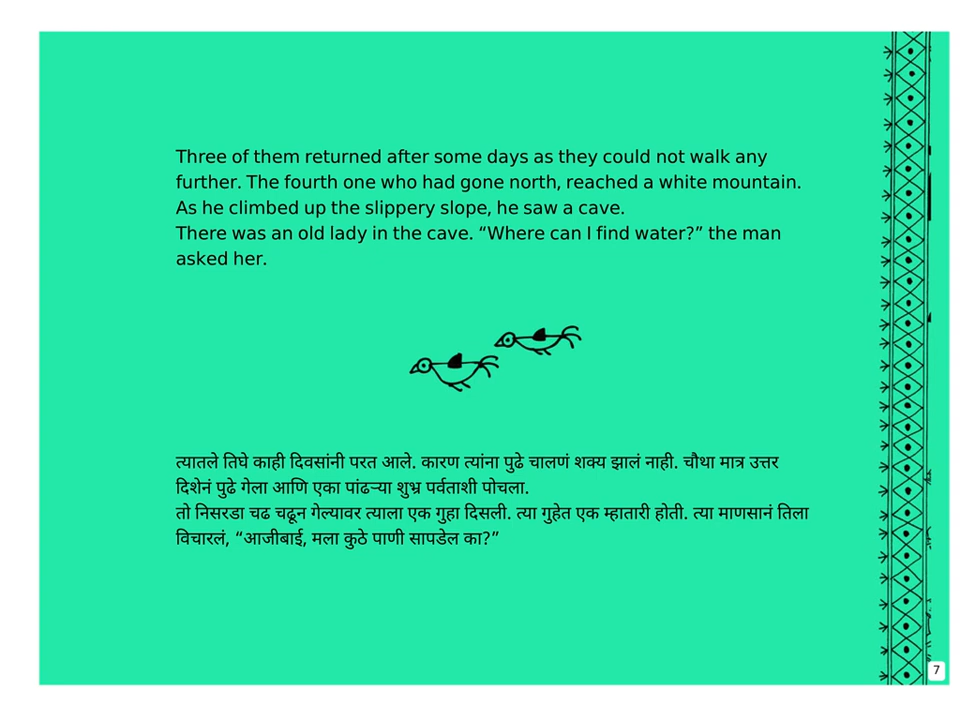 Three of them returned after some days as they could not walk any
further. The fourth one who had gone north, reached a white mountain.
As he climbed up the slippery slope, he saw a cave.
There was an old lady in the cave. “Where can I find water?” the man
asked her.
त्यातले तिघे काही दिवसांनी परत आले. कारण त्यांना पुढे चालणं शक्य झालं नाही. चौथा मात्र उत्तर
दिशेनं पुढे गेला आणि एका पांढऱ्या शुभ्र पर्वताशी पोचला.
तो निसरडा चढ चढून गेल्यावर त्याला एक गुहा दिसली. त्या गुहेत एक म्हातारी होती. त्या माणसानं तिला
विचारलं, “आजीबाई, मला कुठे पाणी सापडेल का?”
7